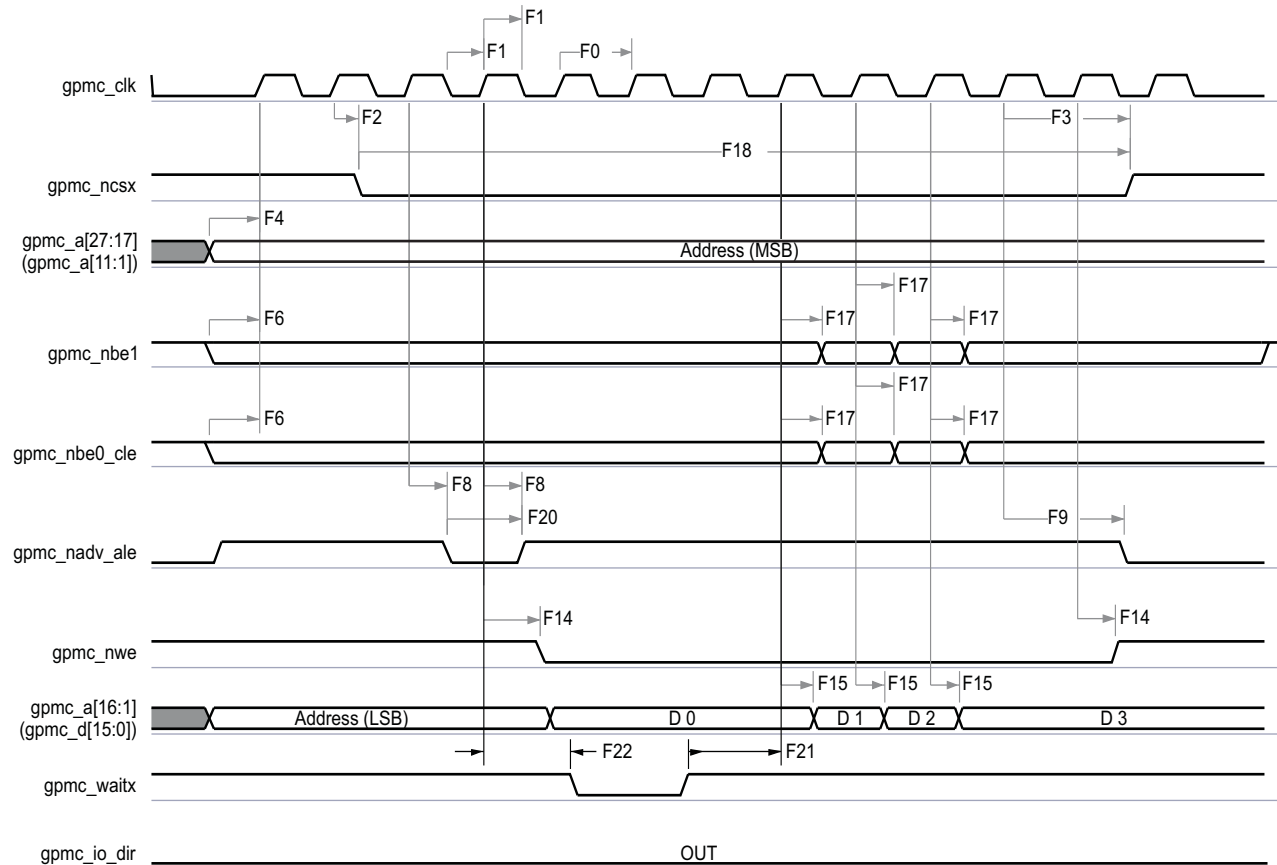 F1
F1 F0
gpmc_clk
F2 F3
F18
gpmc_ncsx
F4
gpmc_a[27:17]
(gpmc_a[11:1])
Address (MSB)
F17
F6 F17 F17
gpmc_nbe1
F17
F6 F17 F17
gpmc_nbe0_cle
F8 F8
F20 F9
gpmc_nadv_ale
F14 F14
gpmc_nwe
F15 F15 F15
gpmc_a[16:1]
(gpmc_d[15:0])
Address (LSB) D 0 D 1 D 2 D 3
F22 F21
gpmc_waitx
gpmc_io_dir OUT